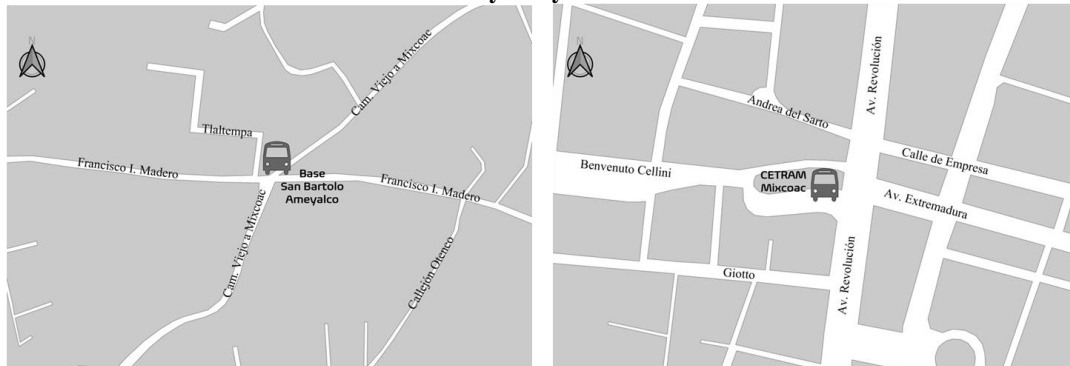 N
Cam. Viejo a Mixcoac
Tlaltempa
Francisco I. Madero
Base
San Bartolo
Ameyalco
Francisco I. Madero
Cam. Viejo a Mixcoac
Callejón Otenco
N
Av. Revolución
Andrea del Sarto
Calle de Empresa
Benvenuto Cellini
CETRAM
Mixcoac
Av. Extremadura
Av. Revolución
Giotto